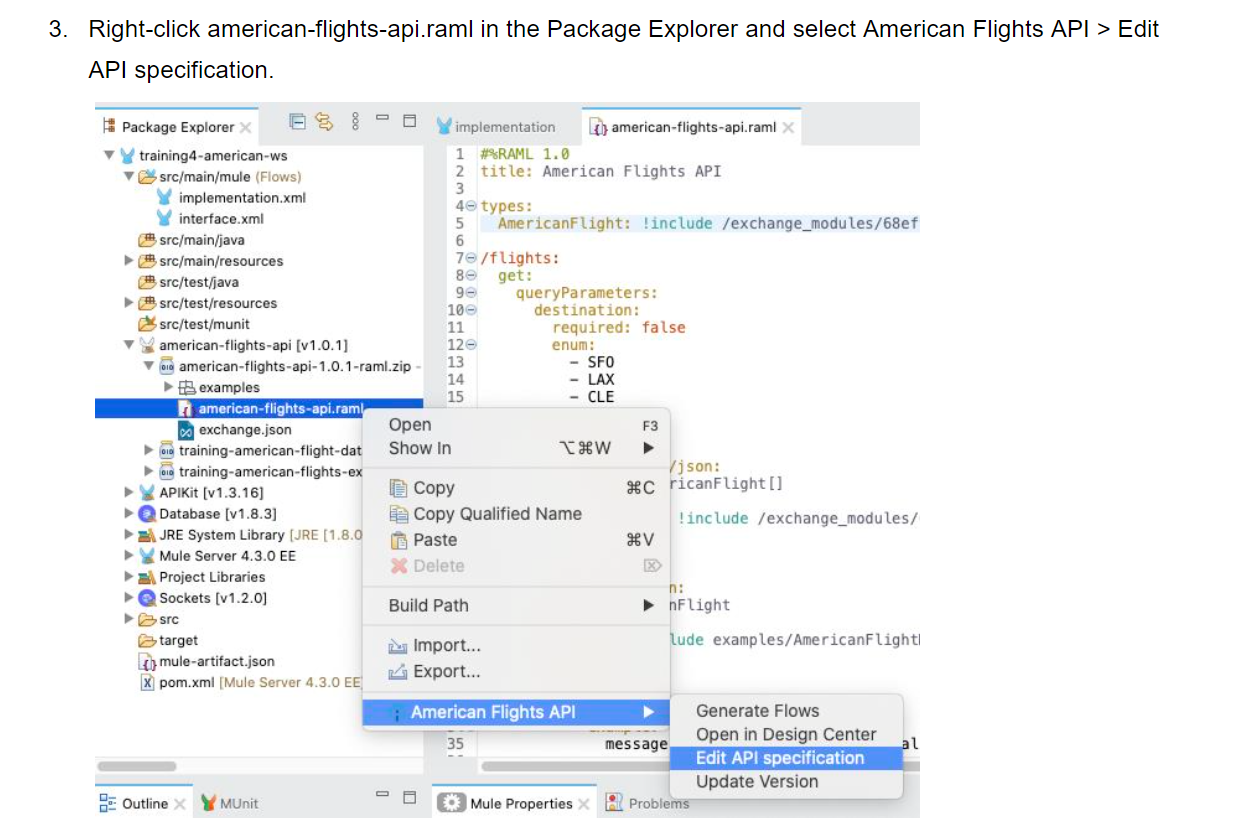 3. Right-click american-flights-api.raml in the Package Explorer and select American Flights API > Edit
API specification.
Package Explorer
implementation
american-flights-api.raml
training4-american-ws
src/main/mule (Flows)
implementation.xml
interface.xml
src/main/java
src/main/resources
src/test/java
src/test/resources
src/test/munit
american-flights-api [v1.0.1]
american-flights-api-1.0.1-raml.zip -
examples
american-flights-api.raml
exchange.json
training-american-flight-dat
training-american-flights-ex
APIKit [v1.3.16]
Database [v1.8.3]
JRE System Library [JRE [1.8.0
Mule Server 4.3.0 EE
Project Libraries
Sockets [v1.2.0]
src
target
mule-artifact.json
pom.xml [Mule Server 4.3.0 EE
1 #%RAML 1.0
2 title: American Flights API
3
4 types:
5 AmericanFlight: !include /exchange_modules/68ef
6
7 /flights:
8 get:
9 queryParameters:
10 destination:
11 required: false
12 enum:
13 - SFO
14 - LAX
15 - CLE
/json:
ricanFlight[]
!include /exchange_modules/
n:
nFlight
lude examples/AmericanFlight
35 message
al
Open F3
Show In ⌥⌘W
Copy ⌘C
Copy Qualified Name
Paste ⌘V
Delete
Build Path
Import...
Export...
American Flights API
Generate Flows
Open in Design Center
Edit API specification
Update Version
Outline
MUnit
Mule Properties
Problems